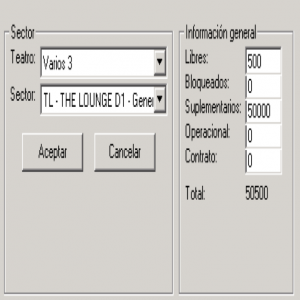 Sector
Teatro: Varios 3
Sector: TL - THE LOUNGE D1 - Gener
Aceptar Cancelar
Información general
Libres: 500
Bloqueados: 0
Suplementarios: 50000
Operacional: 0
Contrato: 0
Total: 50500